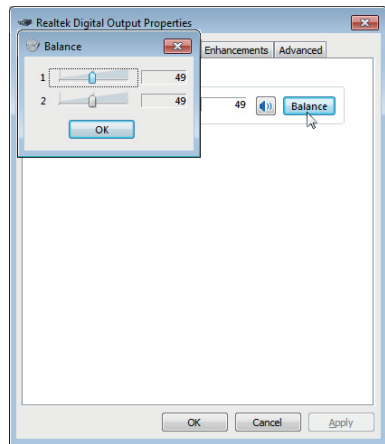 Realtek Digital Output Properties
Balance
Enhancements Advanced
1 49
2 49
OK
49 Balance
OK Cancel Apply